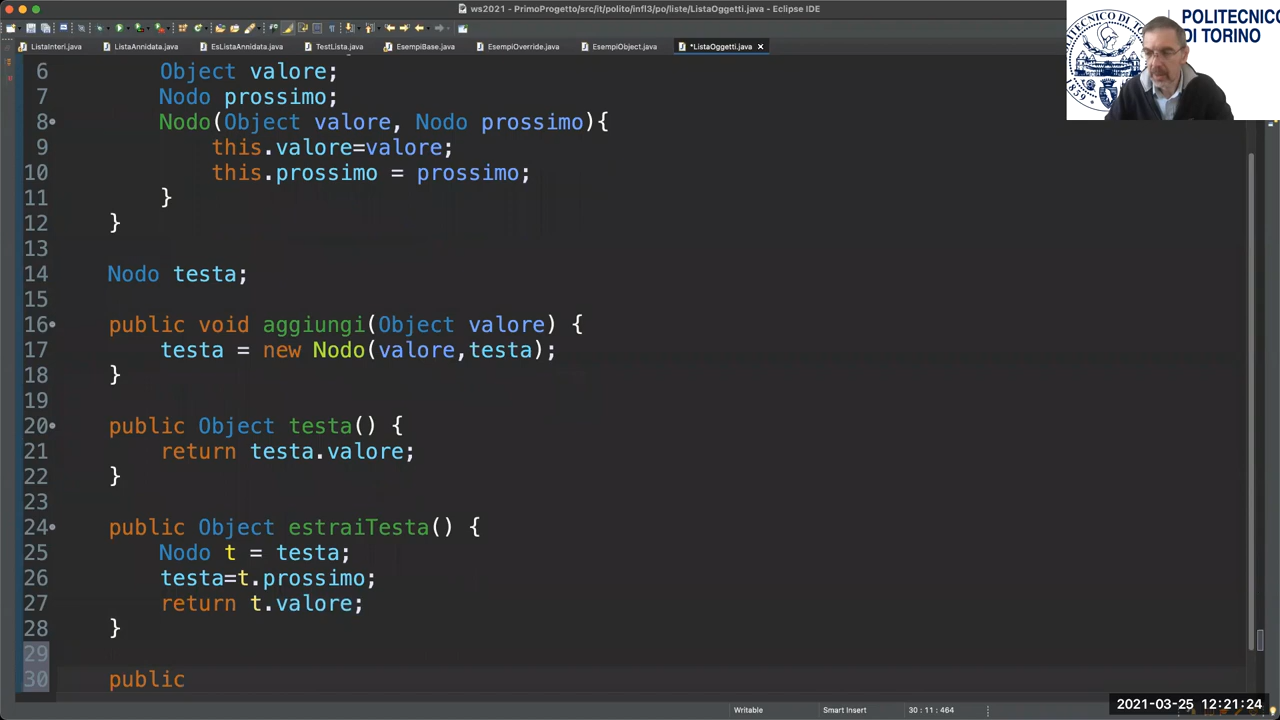 ws2021 - PrimoProgetto/src/it/polito/infl3/po/liste/ListaOggetti.java - Eclipse IDE
ListaInteri.java ListaAnnidata.java EsListaAnnidata.java TestLista.java EsempiBase.java EsempiOverride.java EsempiObject.java *ListaOggetti.java
POLITECNICO
DI TORINO
6 Object valore;
7 Nodo prossimo;
8 Nodo(Object valore, Nodo prossimo){
9 this.valore=valore;
10 this.prossimo = prossimo;
11 }
12 }
13
14 Nodo testa;
15
16 public void aggiungi(Object valore) {
17 testa = new Nodo(valore,testa);
18 }
19
20 public Object testa() {
21 return testa.valore;
22 }
23
24 public Object estraiTesta() {
25 Nodo t = testa;
26 testa=t.prossimo;
27 return t.valore;
28 }
29
30 public
Writable Smart Insert 30 : 11 : 464
2021-03-25 12:21:24